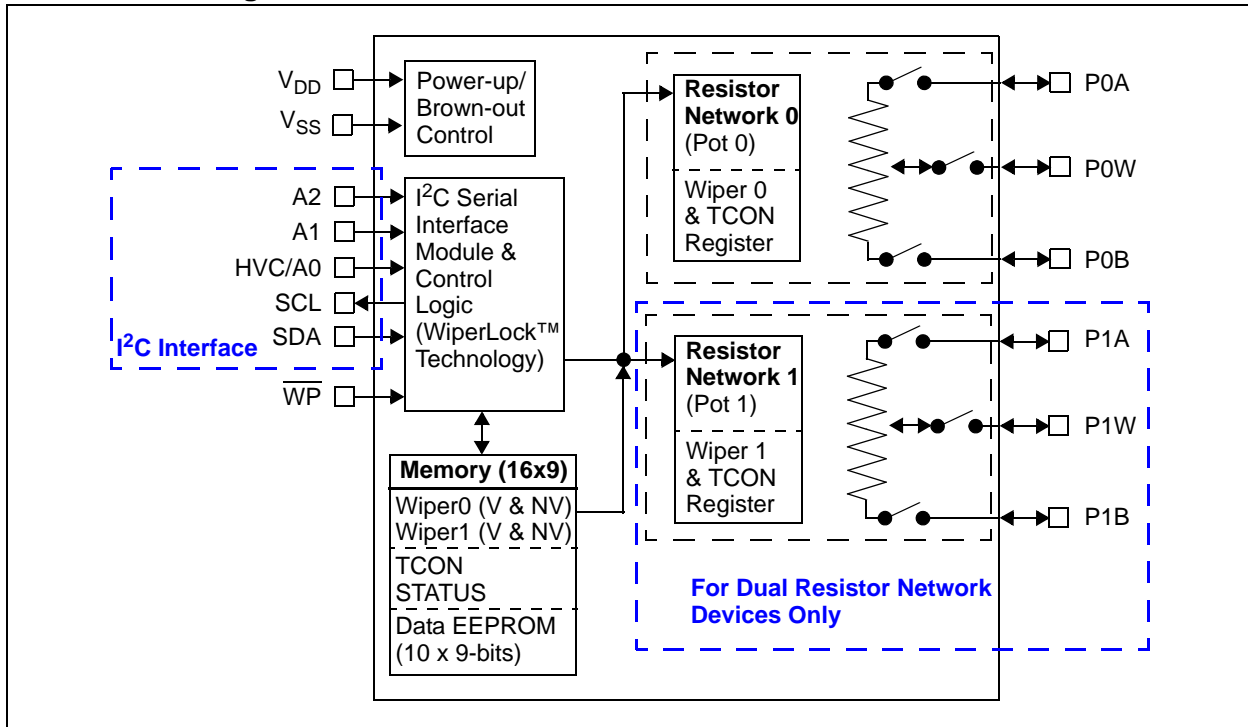 V_DD
V_SS
A2
A1
HVC/A0
SCL
SDA
I²C Interface
WP
Power-up/
Brown-out
Control
I²C Serial
Interface
Module &
Control
Logic
(WiperLock™
Technology)
Memory (16x9)
Wiper0 (V & NV)
Wiper1 (V & NV)
TCON
STATUS
Data EEPROM
(10 x 9-bits)
Resistor
Network 0
(Pot 0)
Wiper 0
& TCON
Register
P0A
P0W
P0B
Resistor
Network 1
(Pot 1)
Wiper 1
& TCON
Register
P1A
P1W
P1B
For Dual Resistor Network
Devices Only